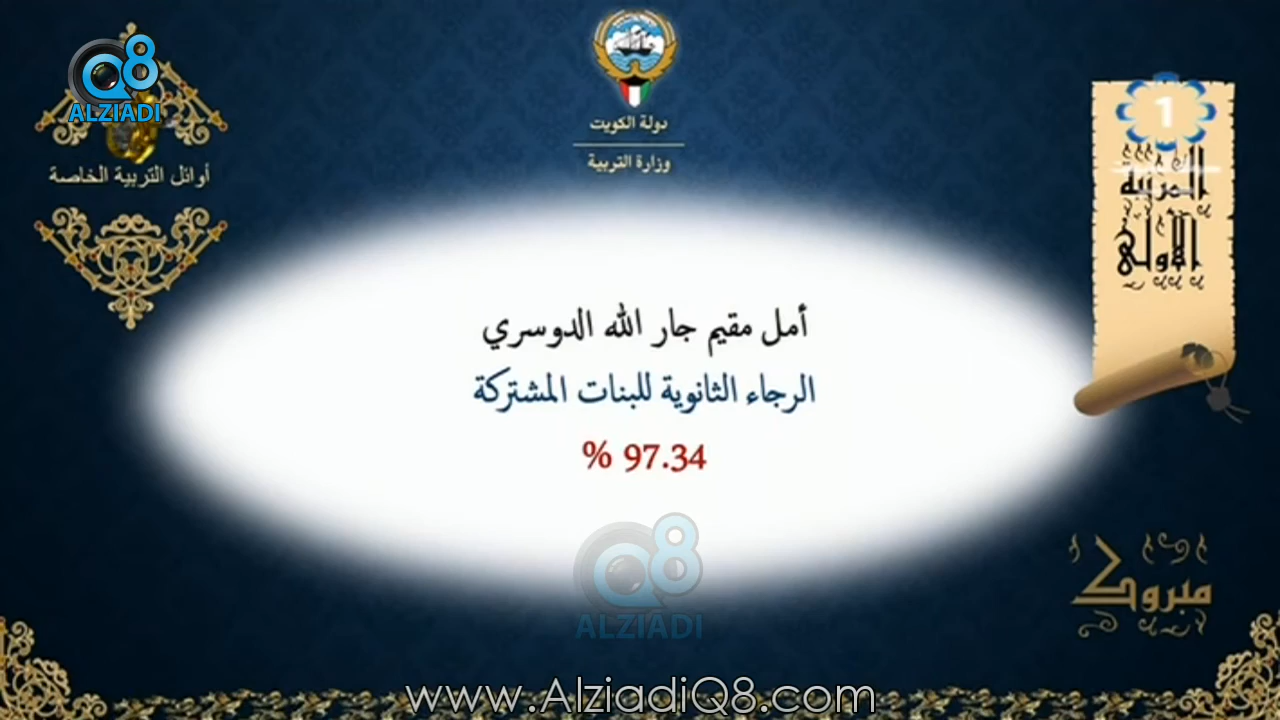 Q8
ALZIADI
أوائل التربية الخاصة
دولة الكويت
وزارة التربية
1
المرتبة
الأولى
أمل مقيم جار الله الدوسري
الرجاء الثانوية للبنات المشتركة
% 97.34
Q8
ALZIADI
مبروك
www.AlziadiQ8.com